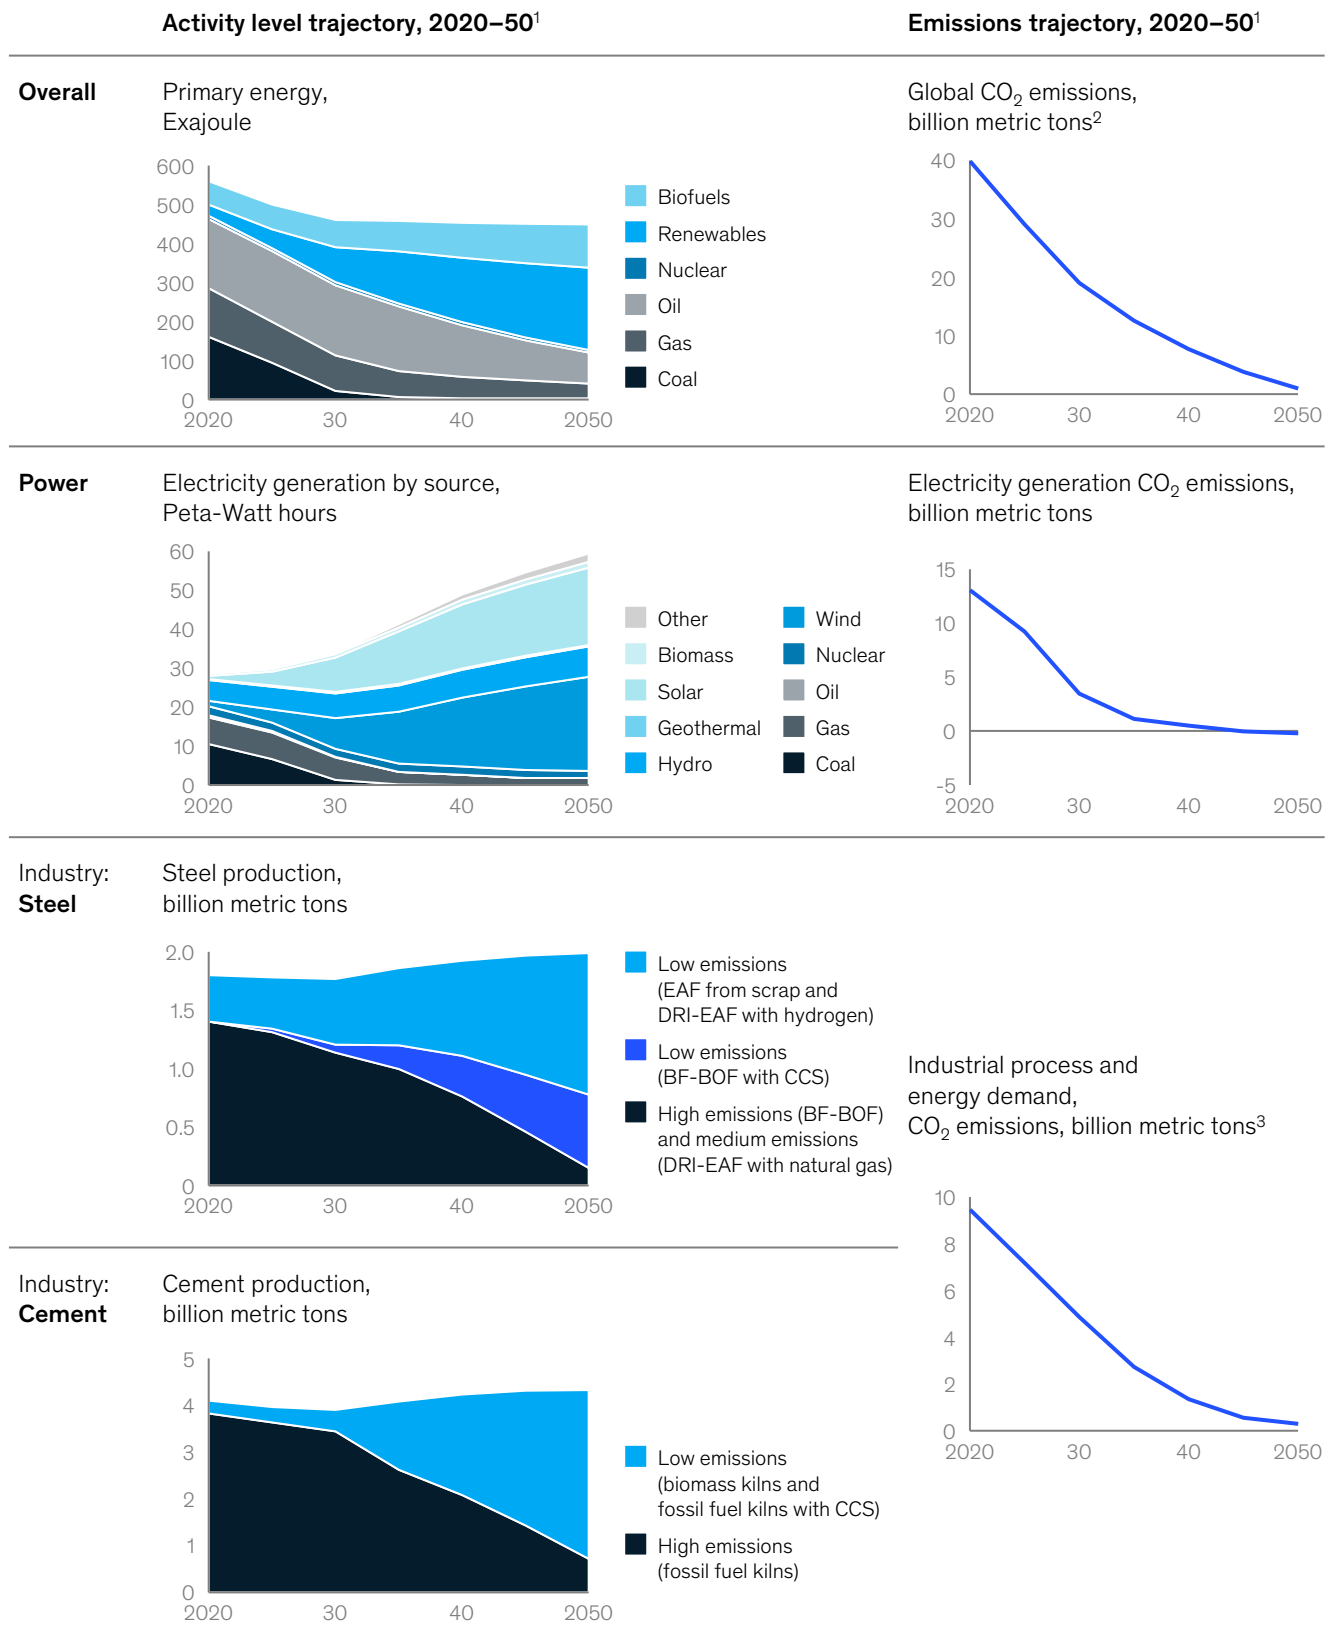 Activity level trajectory, 2020–50¹
Emissions trajectory, 2020–50¹
Overall
Primary energy,
Exajoule
600
500
400
300
200
100
0
2020
30
40
2050
Biofuels
Renewables
Nuclear
Oil
Gas
Coal
Global CO₂ emissions,
billion metric tons²
40
30
20
10
0
2020
30
40
2050
Power
Electricity generation by source,
Peta-Watt hours
60
50
40
30
20
10
0
2020
30
40
2050
Other
Biomass
Solar
Geothermal
Hydro
Wind
Nuclear
Oil
Gas
Coal
Electricity generation CO₂ emissions,
billion metric tons
15
10
5
0
-5
2020
30
40
2050
Industry:
Steel
Steel production,
billion metric tons
2.0
1.5
1.0
0.5
0
2020
30
40
2050
Low emissions
(EAF from scrap and
DRI-EAF with hydrogen)
Low emissions
(BF-BOF with CCS)
High emissions (BF-BOF)
and medium emissions
(DRI-EAF with natural gas)
Industrial process and
energy demand,
CO₂ emissions, billion metric tons³
10
8
6
4
2
0
2020
30
40
2050
Industry:
Cement
Cement production,
billion metric tons
5
4
3
2
1
0
2020
30
40
2050
Low emissions
(biomass kilns and
fossil fuel kilns with CCS)
High emissions
(fossil fuel kilns)